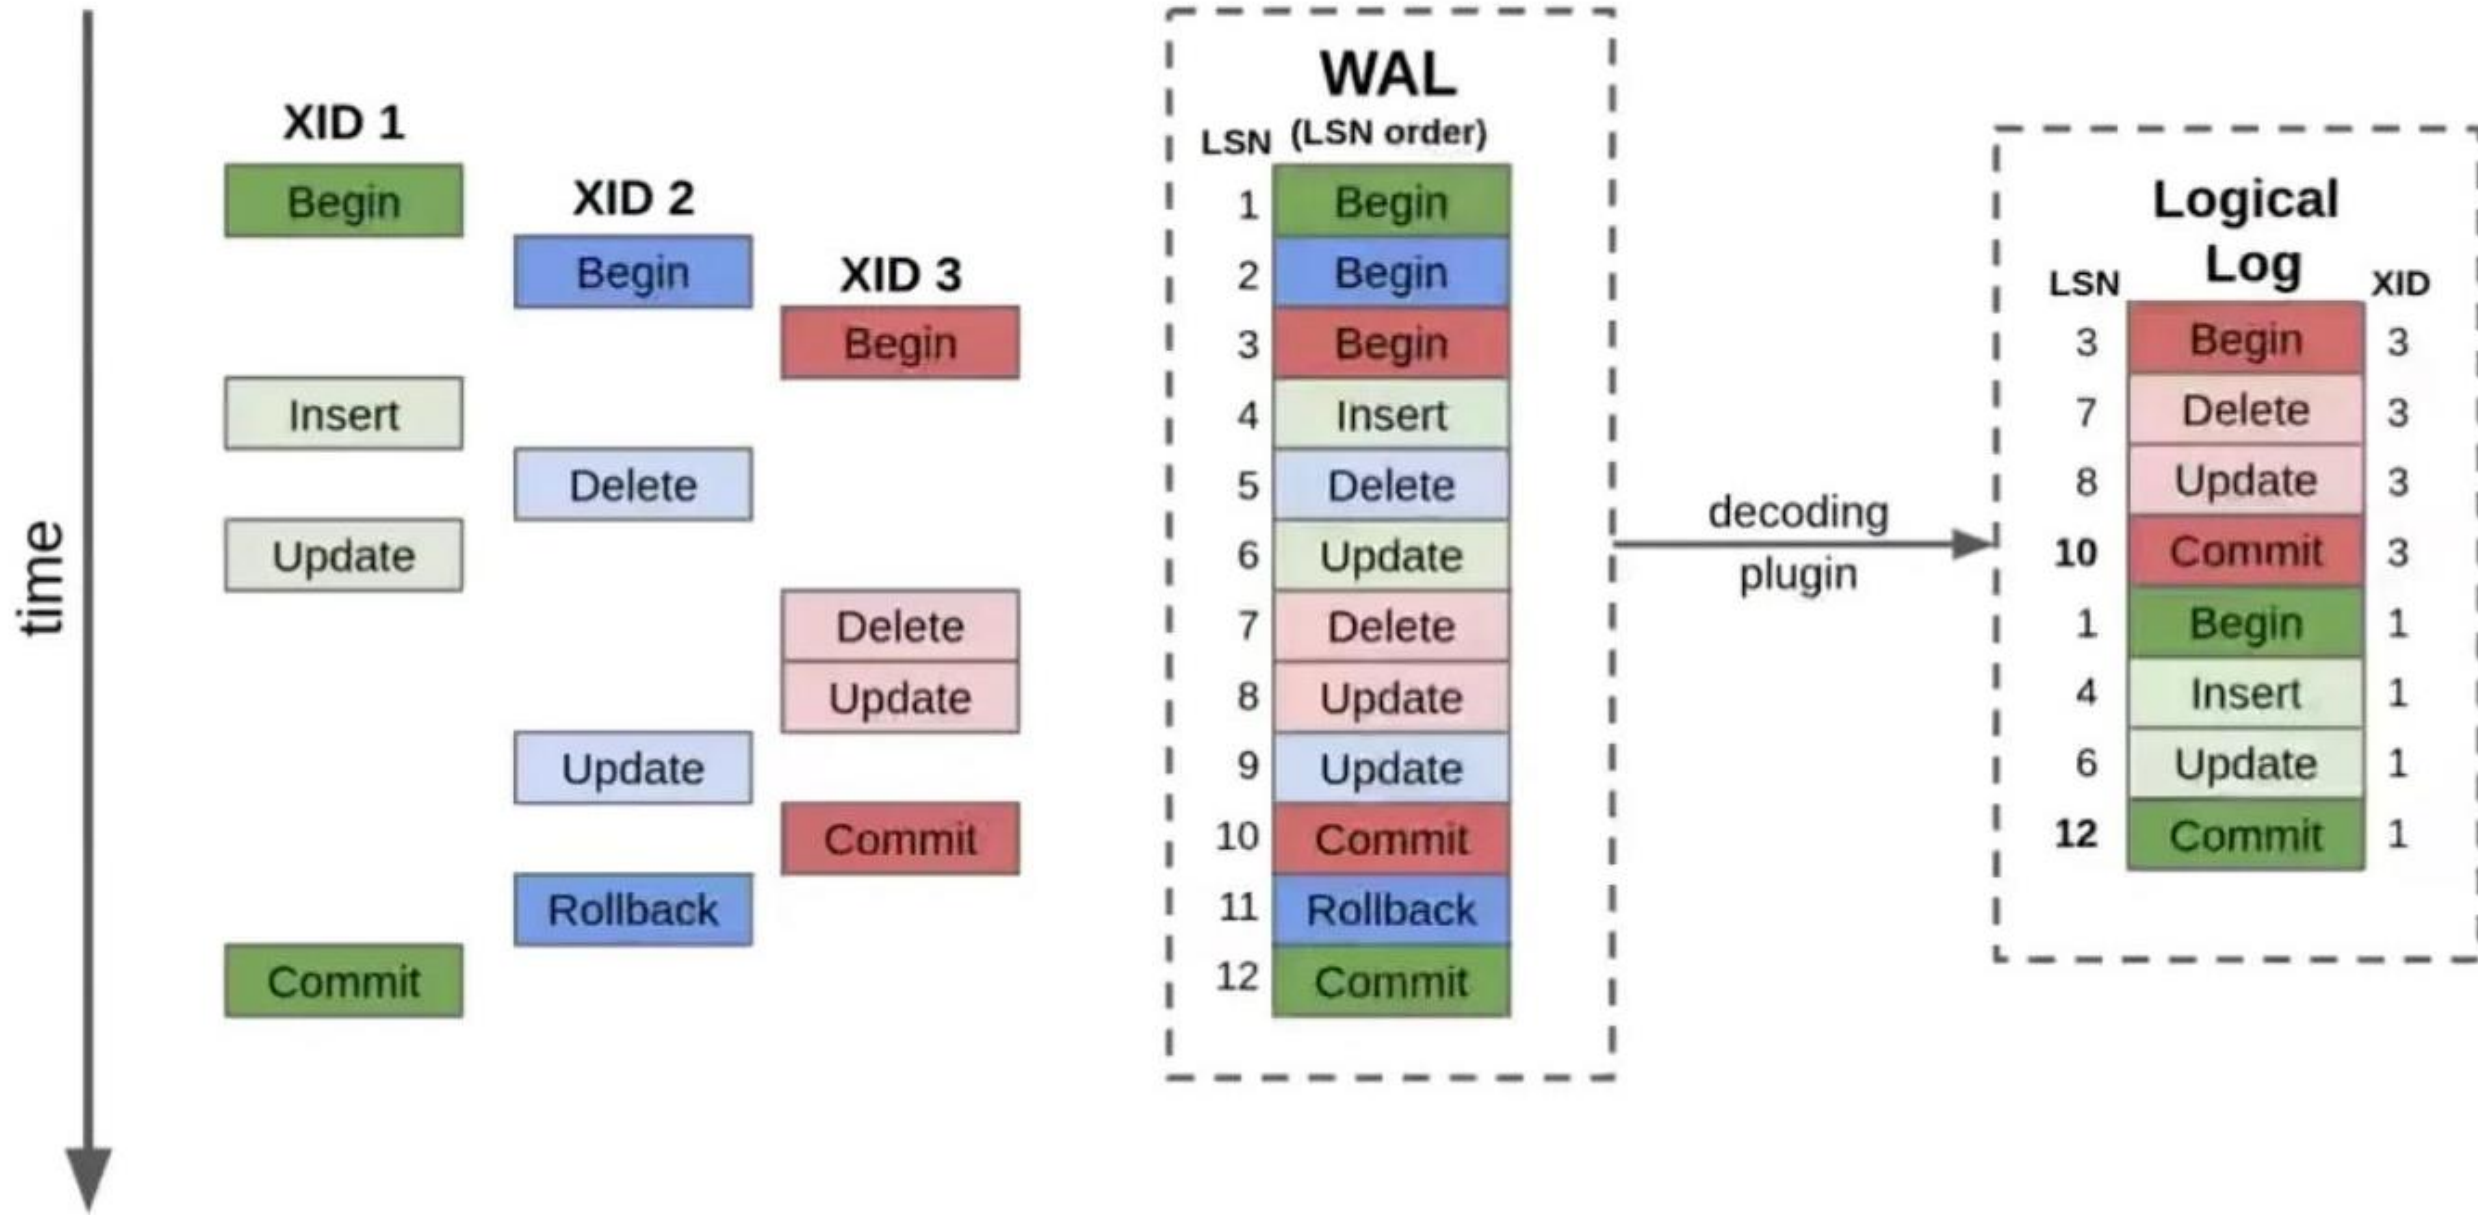 time
XID 1
Begin
Insert
Update
Commit
XID 2
Begin
Delete
Update
Rollback
XID 3
Begin
Delete
Update
Commit
WAL
LSN (LSN order)
1 Begin
2 Begin
3 Begin
4 Insert
5 Delete
6 Update
7 Delete
8 Update
9 Update
10 Commit
11 Rollback
12 Commit
decoding
plugin
Logical
Log
LSN XID
3 Begin 3
7 Delete 3
8 Update 3
10 Commit 3
1 Begin 1
4 Insert 1
6 Update 1
12 Commit 1